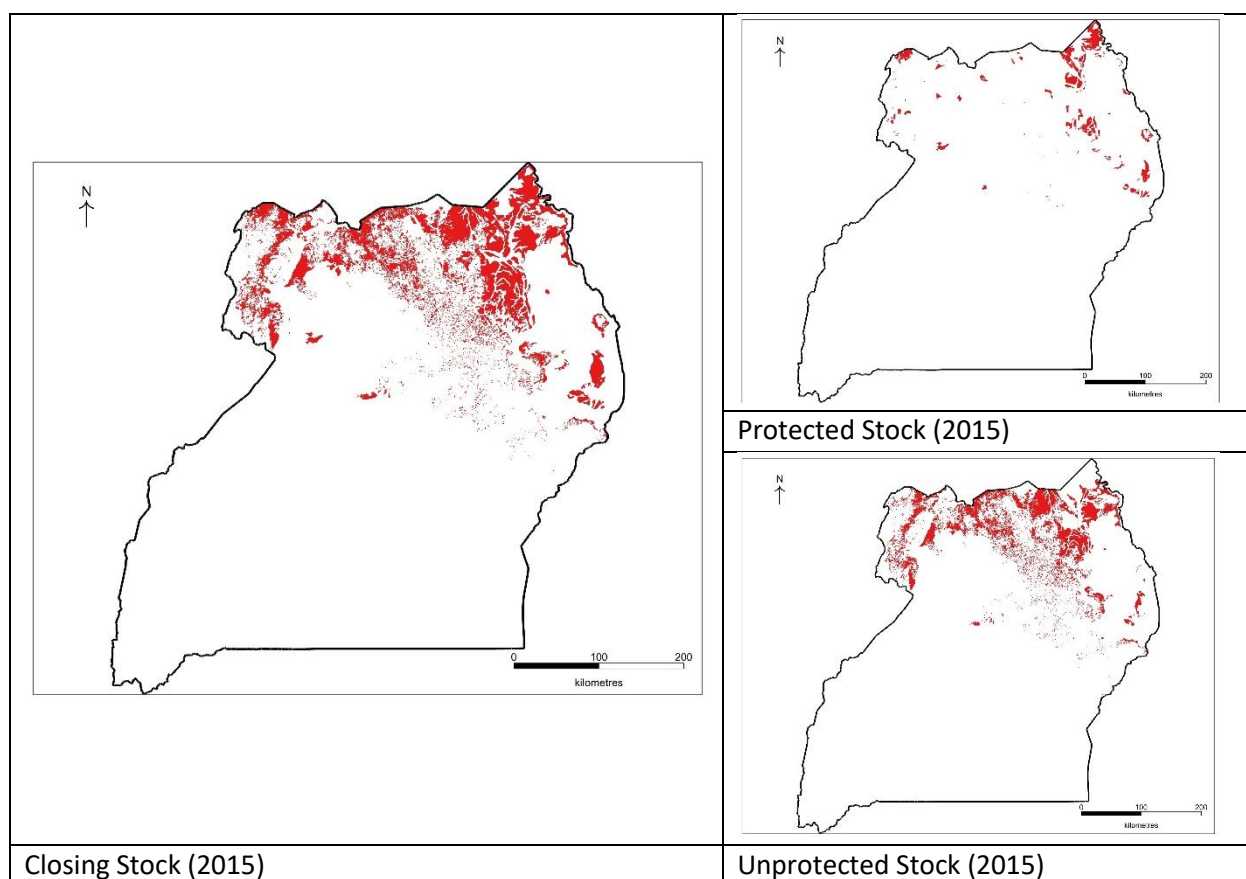 N
0 100 200
kilometres
Closing Stock (2015)
N
0 100 200
kilometres
Protected Stock (2015)
N
0 100 200
kilometres
Unprotected Stock (2015)